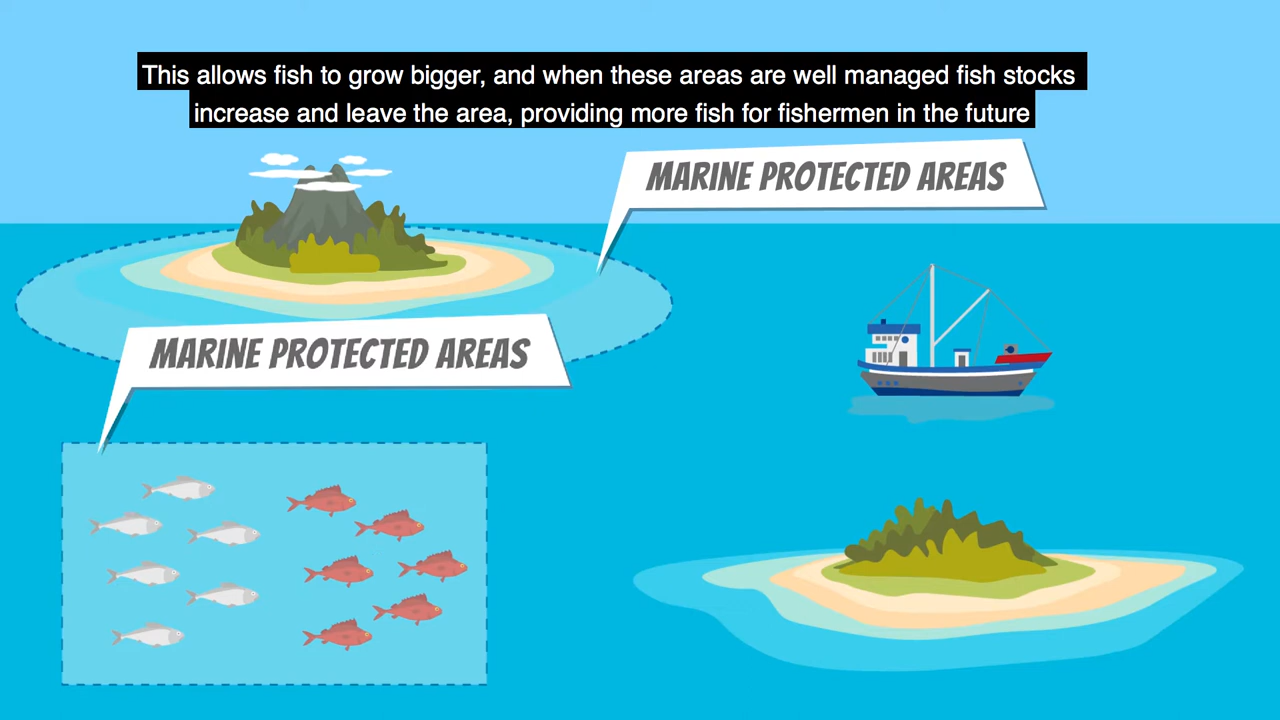 This allows fish to grow bigger, and when these areas are well managed fish stocks
increase and leave the area, providing more fish for fishermen in the future
MARINE PROTECTED AREAS
MARINE PROTECTED AREAS